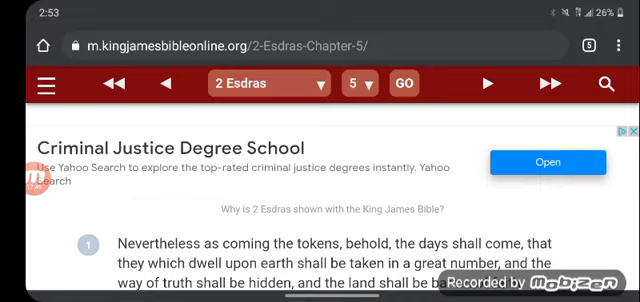 2:53
26%
m.kingjamesbibleonline.org/2-Esdras-Chapter-5/
5
2 Esdras
5
GO
Criminal Justice Degree School
Use Yahoo Search to explore the top-rated criminal justice degrees instantly. Yahoo
Search
Open
Why is 2 Esdras shown with the King James Bible?
1
Nevertheless as coming the tokens, behold, the days shall come, that
they which dwell upon earth shall be taken in a great number, and the
way of truth shall be hidden, and the land shall be
Recorded by Mobizen